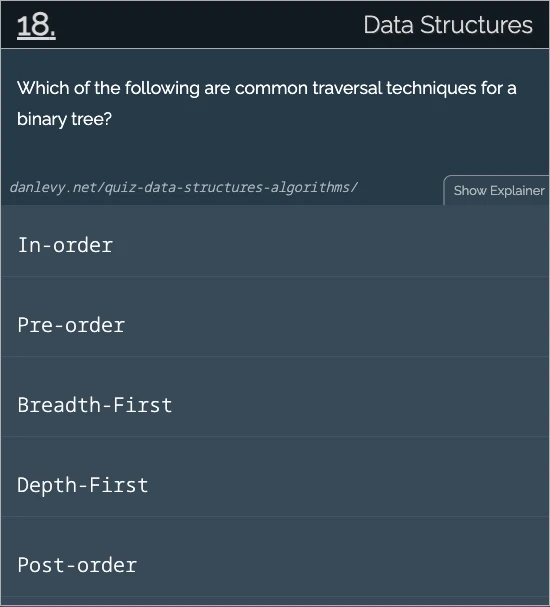 18.
Data Structures
Which of the following are common traversal techniques for a
binary tree?
danlevy.net/quiz-data-structures-algorithms/
Show Explainer
In-order
Pre-order
Breadth-First
Depth-First
Post-order